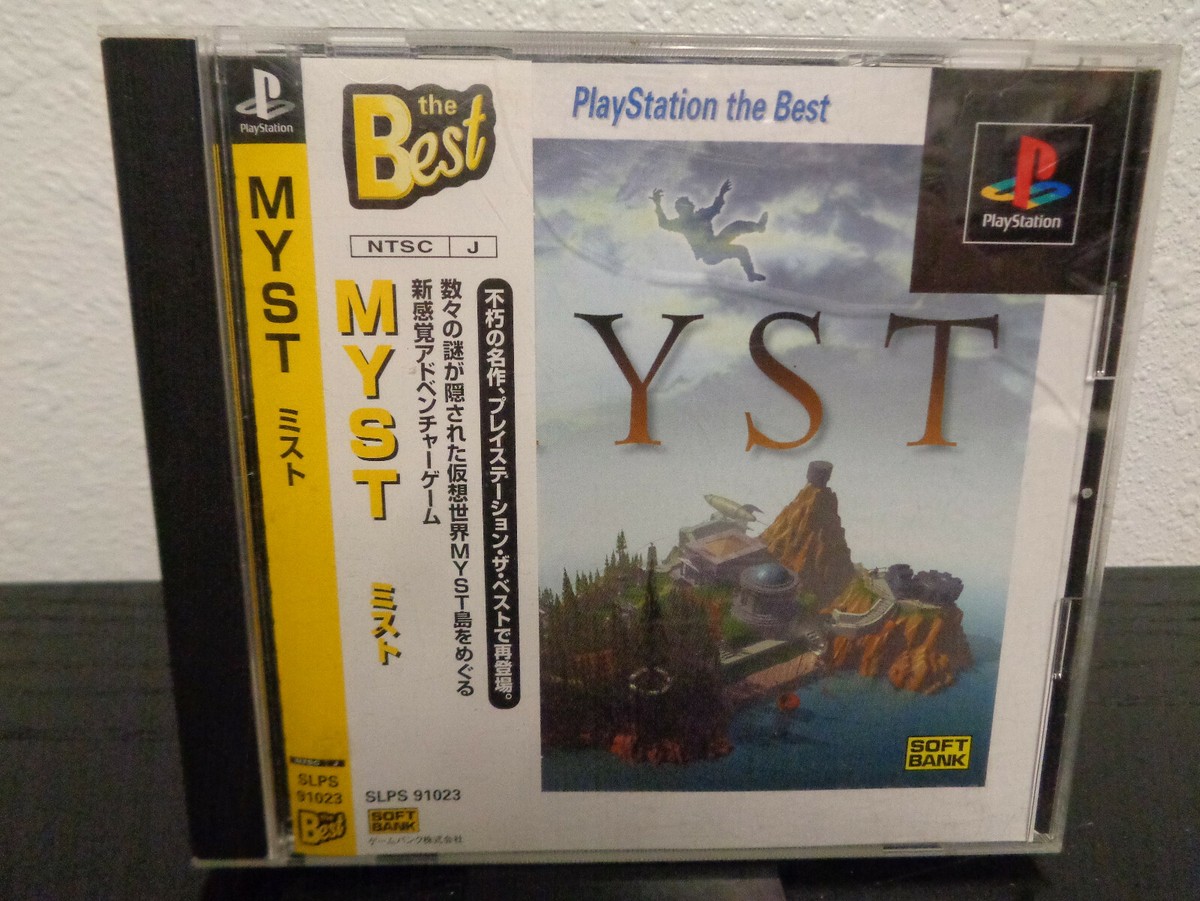 PlayStation
MYST ミスト
NTSC J
SLPS
91023
the
Best
the
Best
NTSC J
MYST ミスト
不朽の名作、プレイステーション・ザ・ベストで再登場。
数々の謎が隠された仮想世界MYST島をめぐる
新感覚アドベンチャーゲーム
SLPS 91023
SOFT
BANK
ゲームバンク株式会社
PlayStation the Best
PlayStation
YST
SOFT
BANK